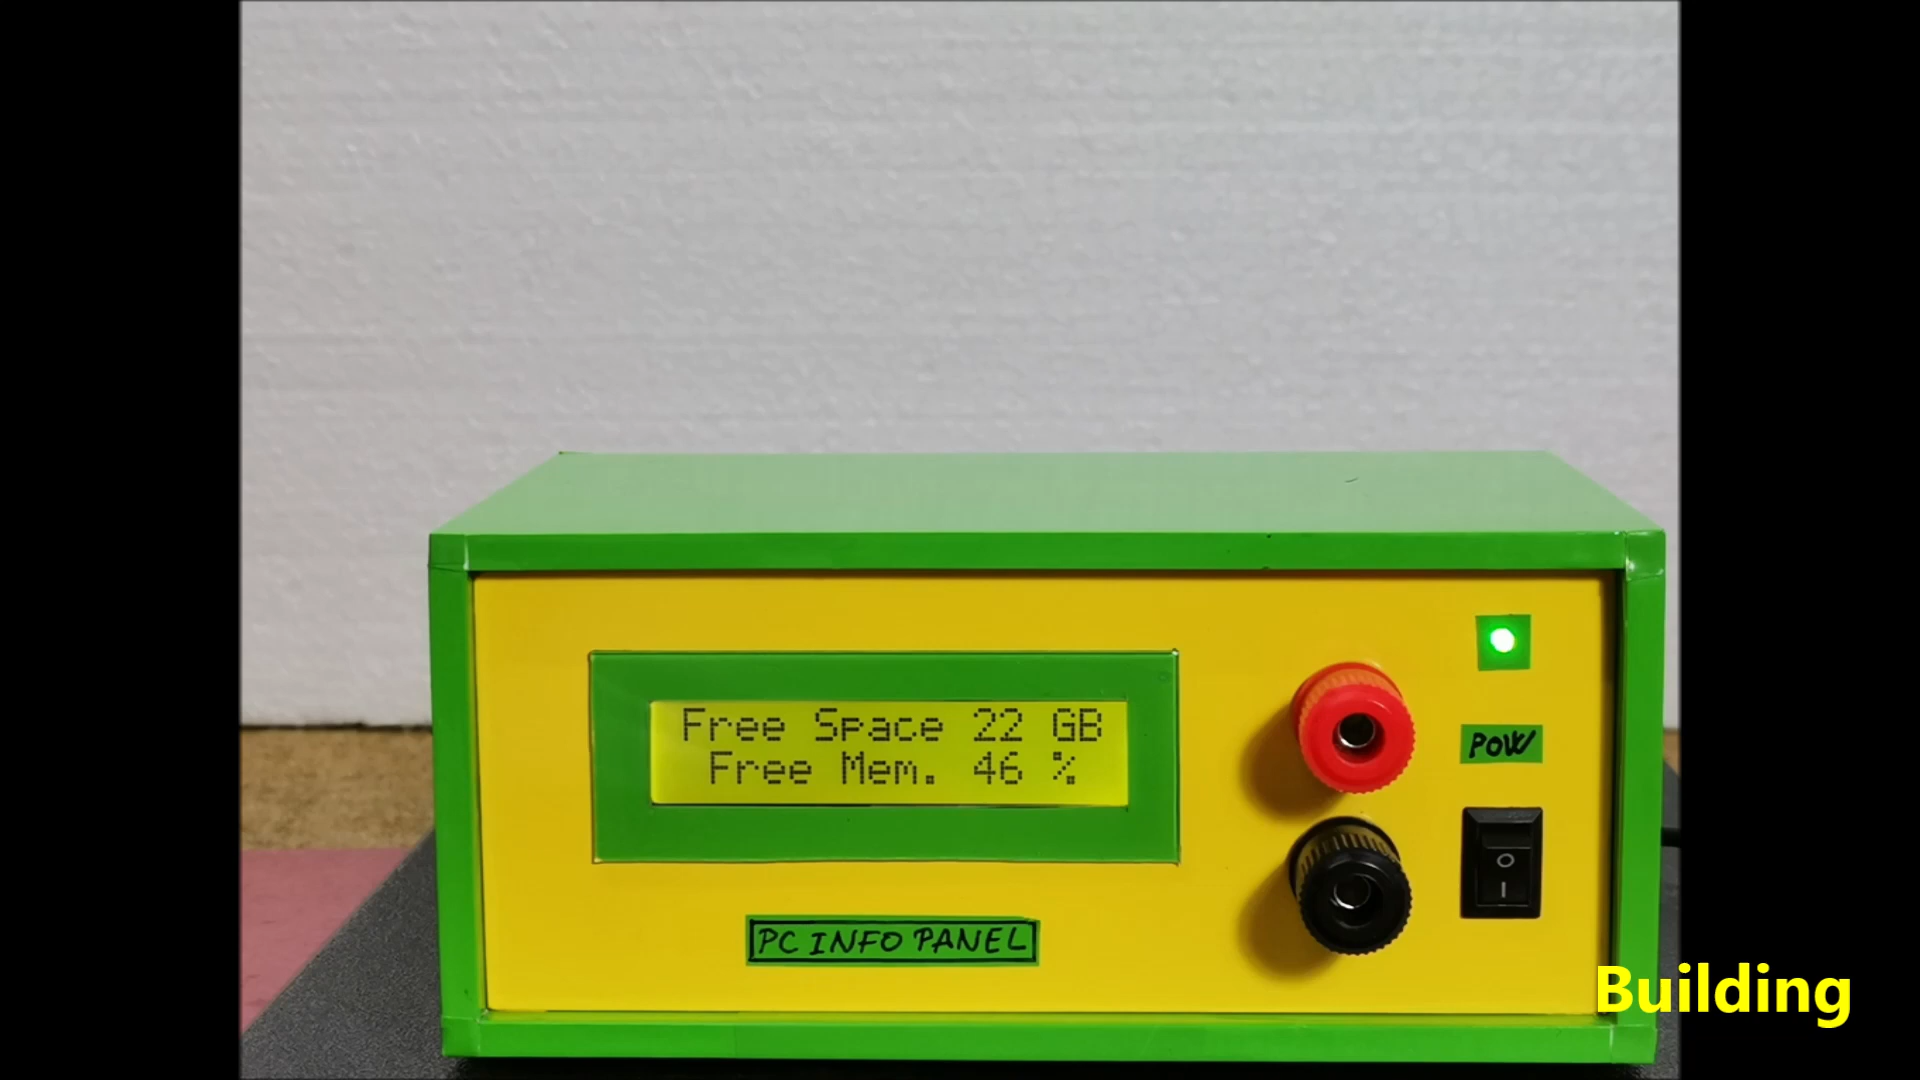 Free Space 22 GB
Free Mem. 46 %
POW
O
I
PC INFO PANEL
Building